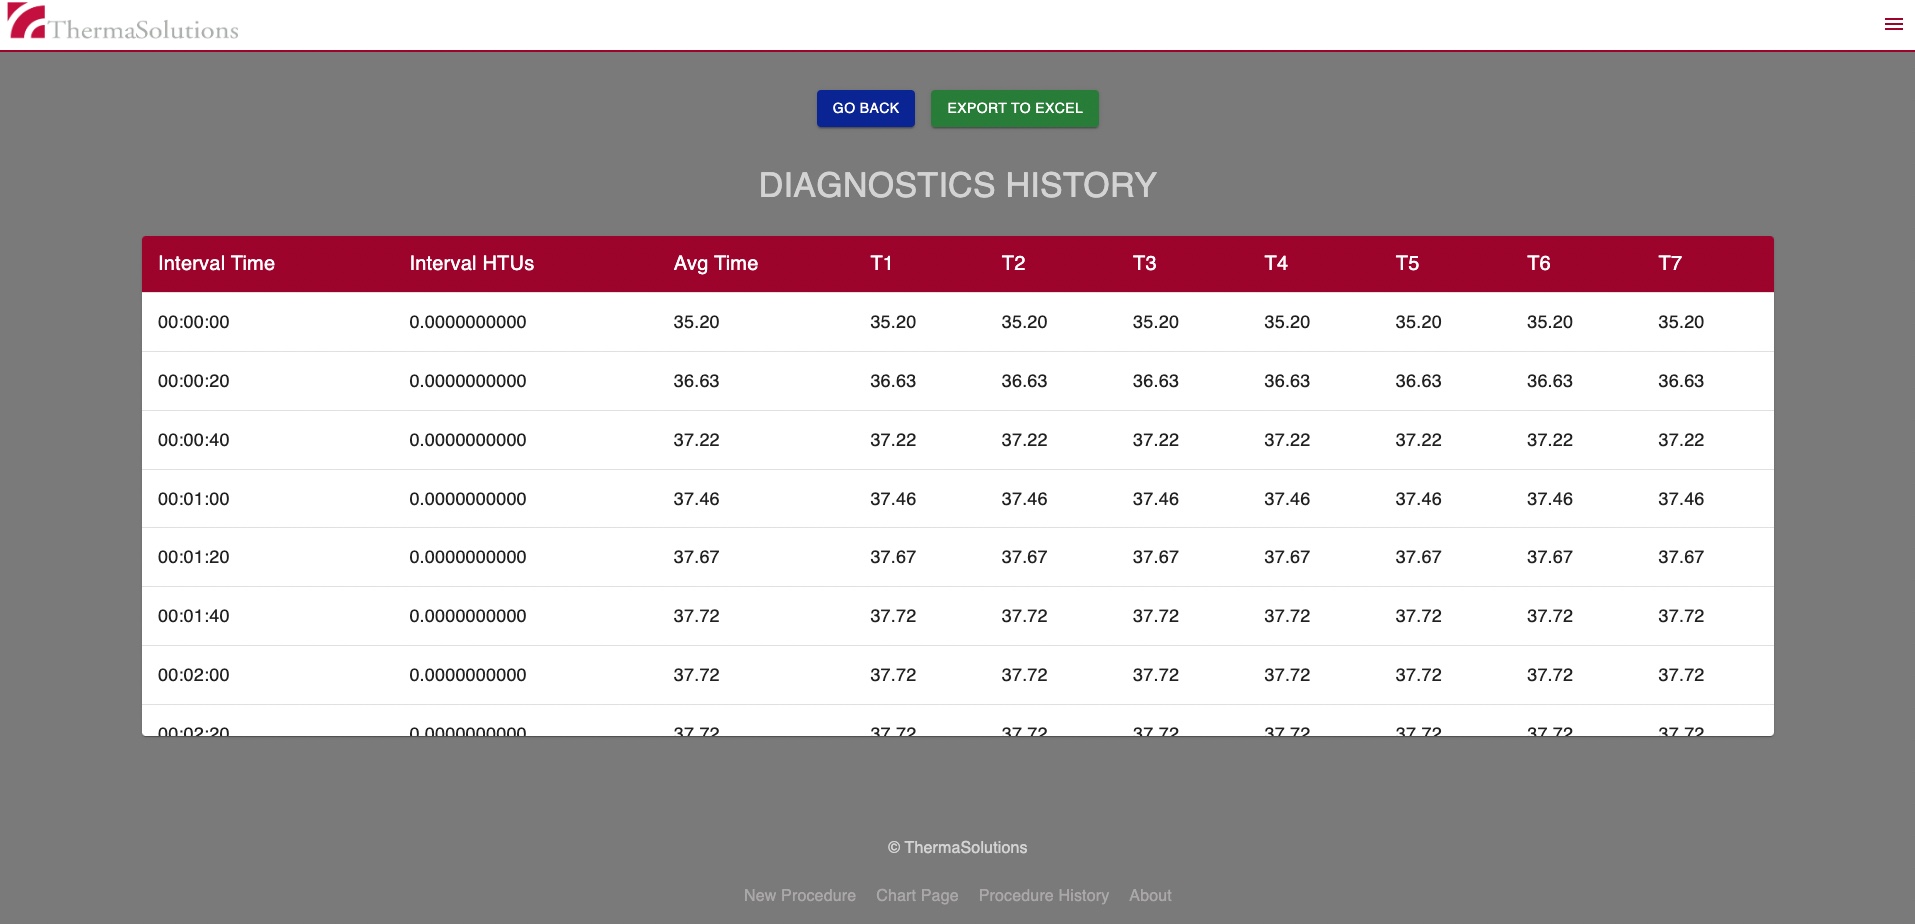 ThermaSolutions
GO BACK EXPORT TO EXCEL
DIAGNOSTICS HISTORY
Interval Time Interval HTUs Avg Time T1 T2 T3 T4 T5 T6 T7
00:00:00 0.0000000000 35.20 35.20 35.20 35.20 35.20 35.20 35.20 35.20
00:00:20 0.0000000000 36.63 36.63 36.63 36.63 36.63 36.63 36.63 36.63
00:00:40 0.0000000000 37.22 37.22 37.22 37.22 37.22 37.22 37.22 37.22
00:01:00 0.0000000000 37.46 37.46 37.46 37.46 37.46 37.46 37.46 37.46
00:01:20 0.0000000000 37.67 37.67 37.67 37.67 37.67 37.67 37.67 37.67
00:01:40 0.0000000000 37.72 37.72 37.72 37.72 37.72 37.72 37.72 37.72
00:02:00 0.0000000000 37.72 37.72 37.72 37.72 37.72 37.72 37.72 37.72
00:02:20 0.0000000000 37.72 37.72 37.72 37.72 37.72 37.72 37.72 37.72
© ThermaSolutions
New Procedure Chart Page Procedure History About